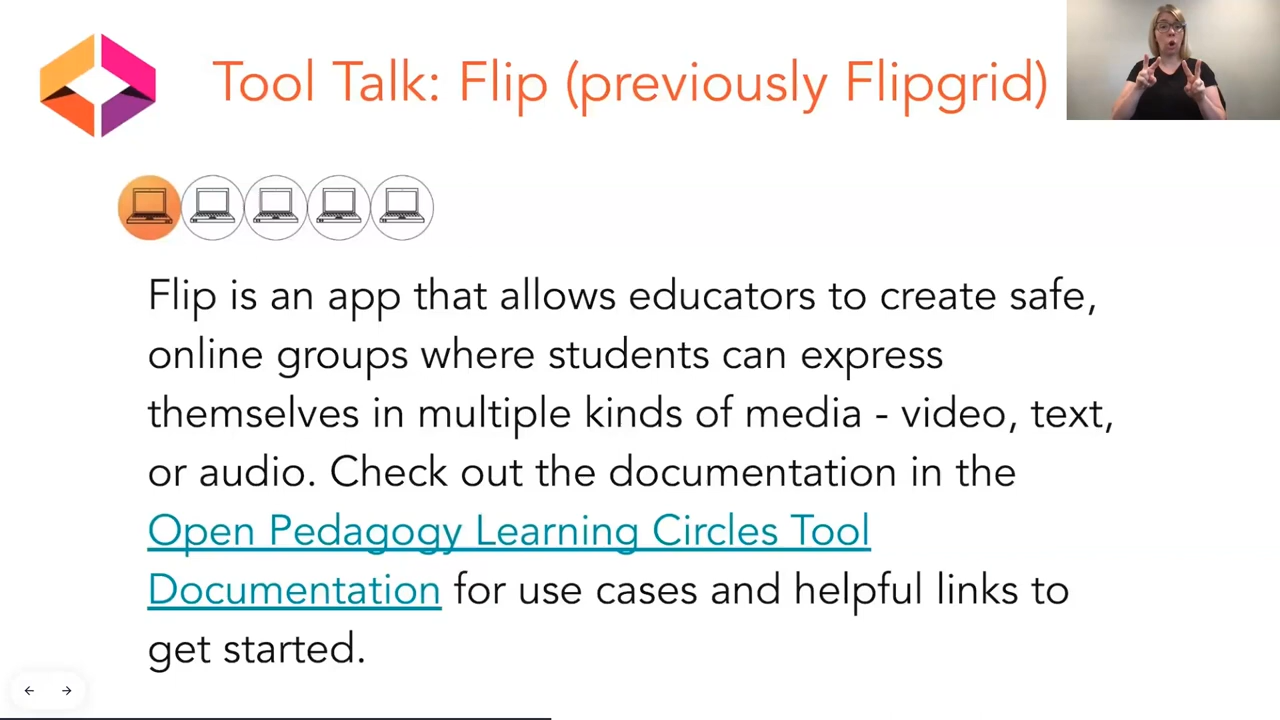 Tool Talk: Flip (previously Flipgrid)
Flip is an app that allows educators to create safe,
online groups where students can express
themselves in multiple kinds of media - video, text,
or audio. Check out the documentation in the
Open Pedagogy Learning Circles Tool
Documentation for use cases and helpful links to
get started.